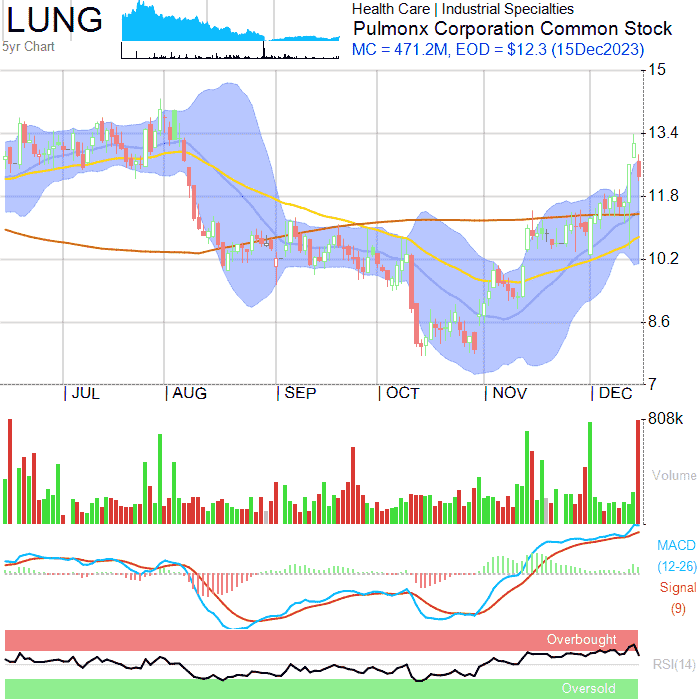 LUNG
5yr Chart
Health Care | Industrial Specialties
Pulmonx Corporation Common Stock
MC = 471.2M, EOD = $12.3 (15Dec2023)
15
13.4
11.8
10.2
8.6
7
JUL
AUG
SEP
OCT
NOV
DEC
808k
Volume
MACD
(12-26)
Signal
(9)
Overbought
RSI(14)
Oversold